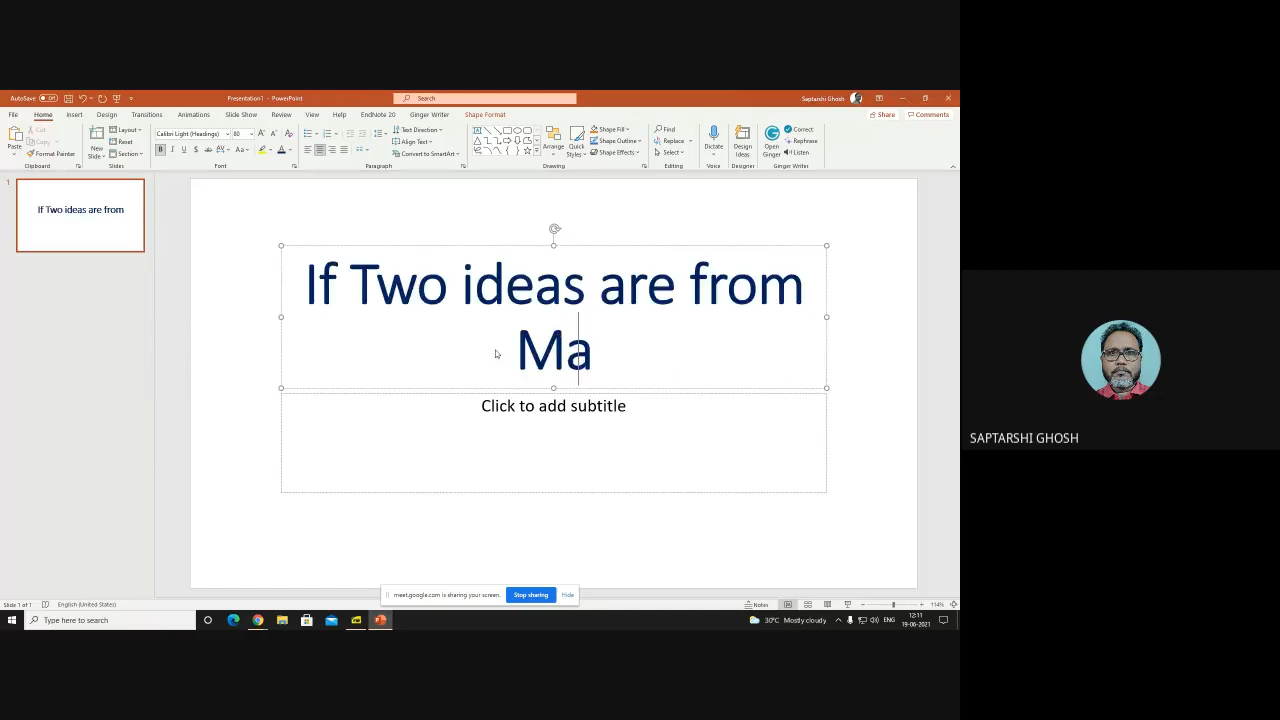 AutoSave Off
Presentation1 - PowerPoint
Search
Saptarshi Ghosh
File Home Insert Design Transitions Animations Slide Show Review View Help EndNote 20 Ginger Writer Shape Format
Share Comments
Paste
Cut
Copy
Format Painter
Clipboard
New Slide
Layout
Reset
Section
Slides
Calibri Light (Headings) 80
Font
Paragraph
Text Direction
Align Text
Convert to SmartArt
Arrange
Quick Styles
Shape Fill
Shape Outline
Shape Effects
Drawing
Find
Replace
Select
Editing
Dictate
Voice
Design Ideas
Designer
Open Ginger
Correct
Rephrase
Listen
Ginger Writer
1
If Two ideas are from
If Two ideas are from
Ma
Click to add subtitle
SAPTARSHI GHOSH
meet.google.com is sharing your screen.
Stop sharing
Hide
Slide 1 of 1
English (United States)
Notes
114%
Type here to search
30°C Mostly cloudy
ENG
12:11
19-06-2021